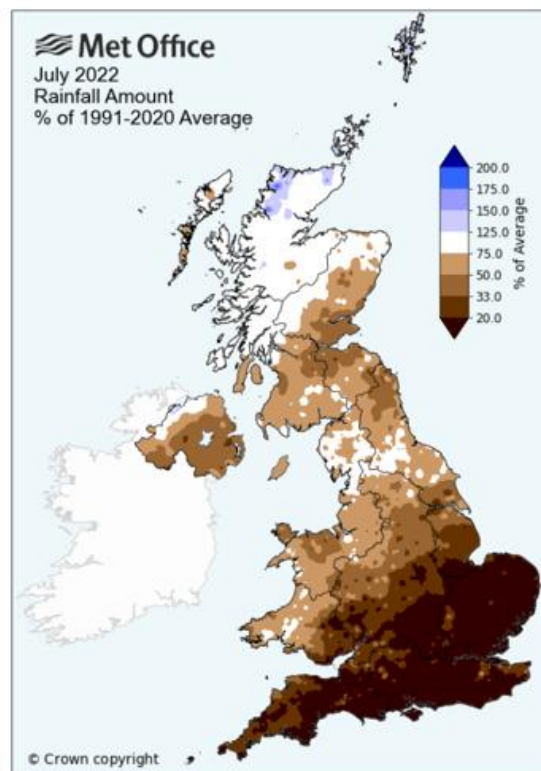 Met Office
July 2022
Rainfall Amount
% of 1991-2020 Average
200.0
175.0
150.0
125.0
75.0
50.0
33.0
20.0
% of Average
© Crown copyright